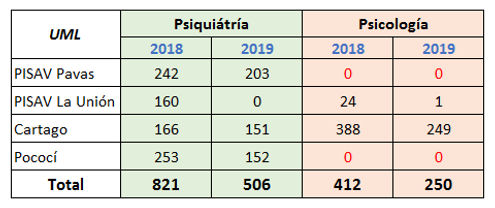 UML Psiquiátría Psicología
2018 2019 2018 2019
PISAV Pavas 242 203 0 0
PISAV La Unión 160 0 24 1
Cartago 166 151 388 249
Pococí 253 152 0 0
Total 821 506 412 250